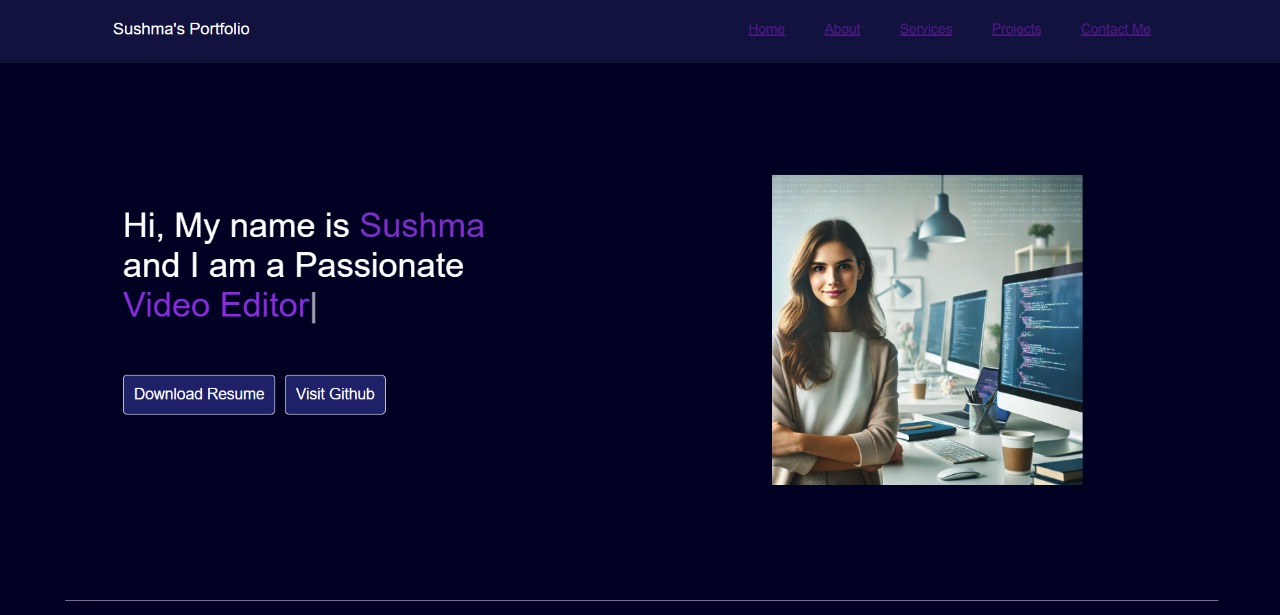 Sushma's Portfolio
Home About Services Projects Contact Me
Hi, My name is Sushma
and I am a Passionate
Video Editor|
Download Resume Visit Github